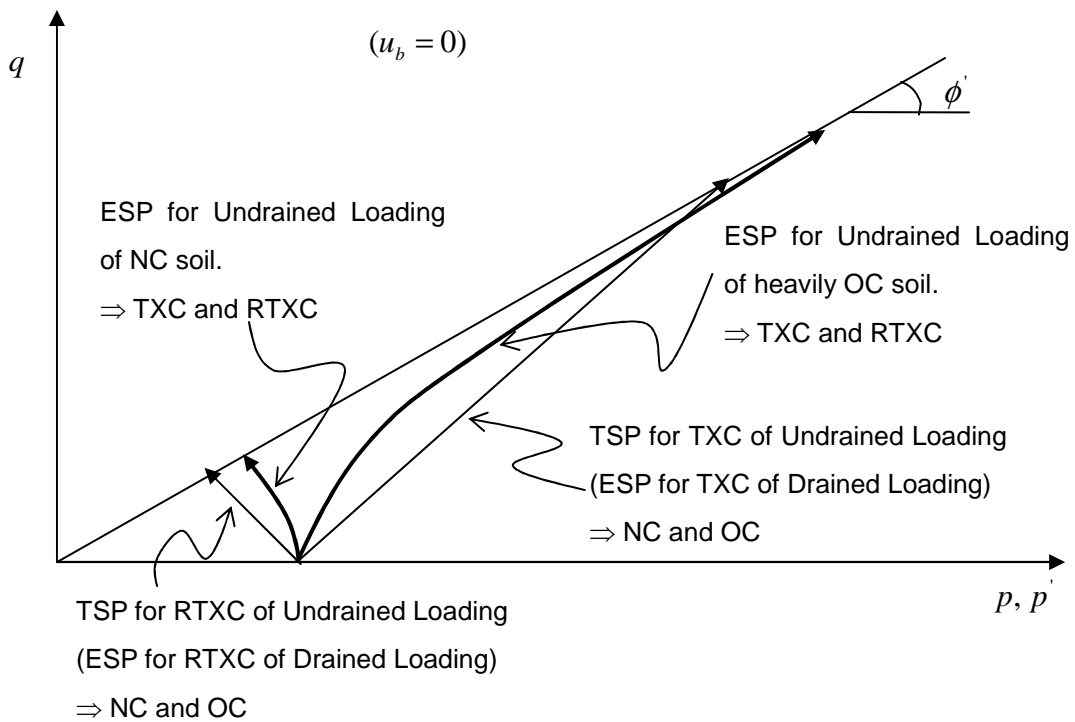 q
(u_b = 0)
ϕ'
ESP for Undrained Loading
of NC soil.
⇒ TXC and RTXC
ESP for Undrained Loading
of heavily OC soil.
⇒ TXC and RTXC
TSP for TXC of Undrained Loading
(ESP for TXC of Drained Loading)
⇒ NC and OC
p, p'
TSP for RTXC of Undrained Loading
(ESP for RTXC of Drained Loading)
⇒ NC and OC